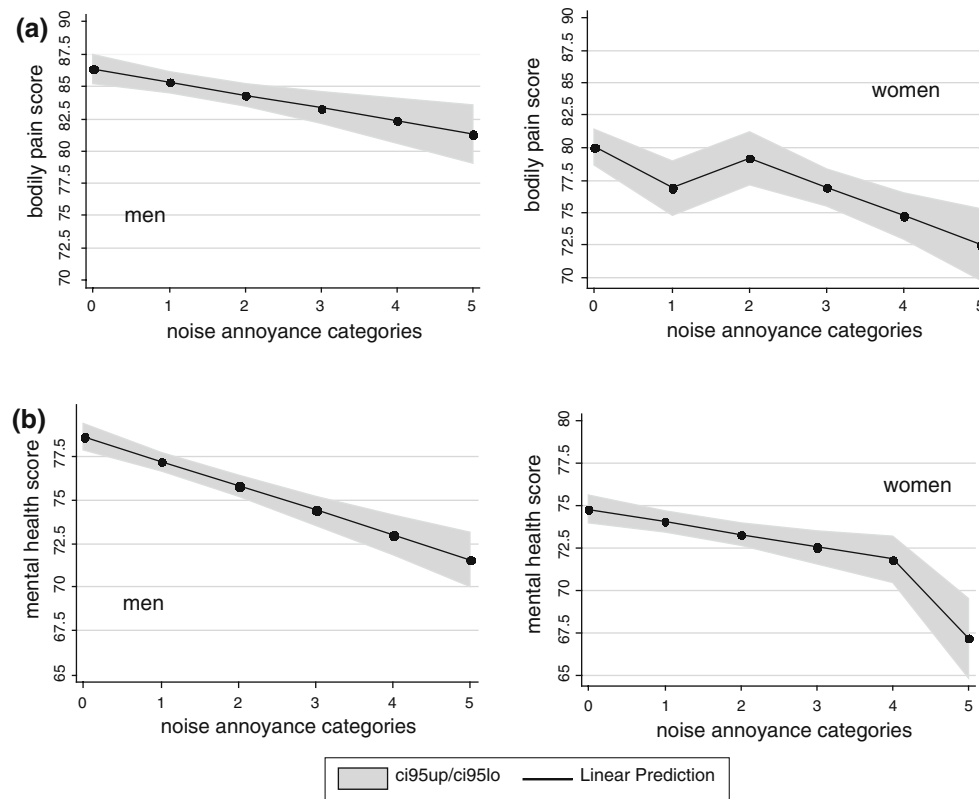 (a)
bodily pain score
90
87.5
85
82.5
80
77.5
75
72.5
70
men
0 1 2 3 4 5
noise annoyance categories
bodily pain score
90
87.5
85
82.5
80
77.5
75
72.5
70
women
0 1 2 3 4 5
noise annoyance categories
(b)
mental health score
77.5
75
72.5
70
67.5
65
men
0 1 2 3 4 5
noise annoyance categories
mental health score
80
77.5
75
72.5
70
67.5
65
women
0 1 2 3 4 5
noise annoyance categories
ci95up/ci95lo Linear Prediction